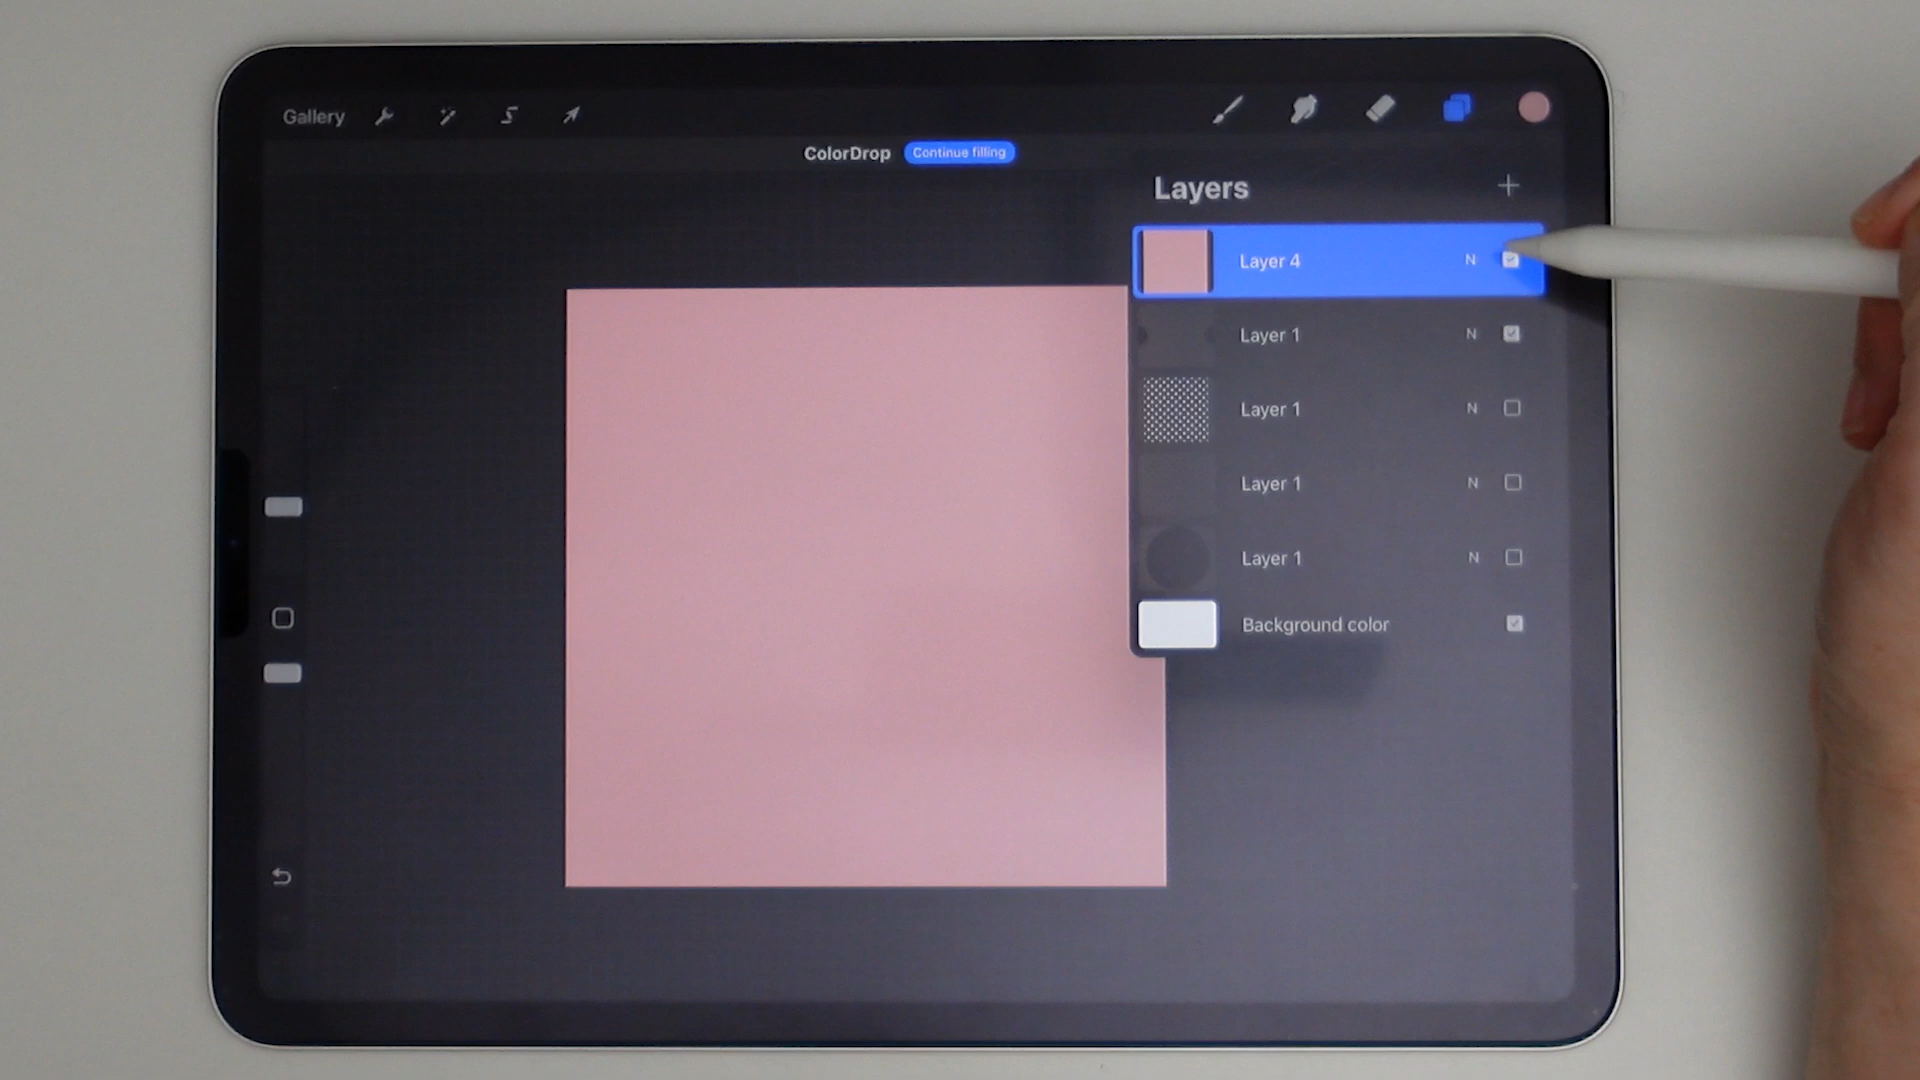 Gallery
ColorDrop Continue filling
Layers
Layer 4 N
Layer 1 N
Layer 1 N
Layer 1 N
Layer 1 N
Background color